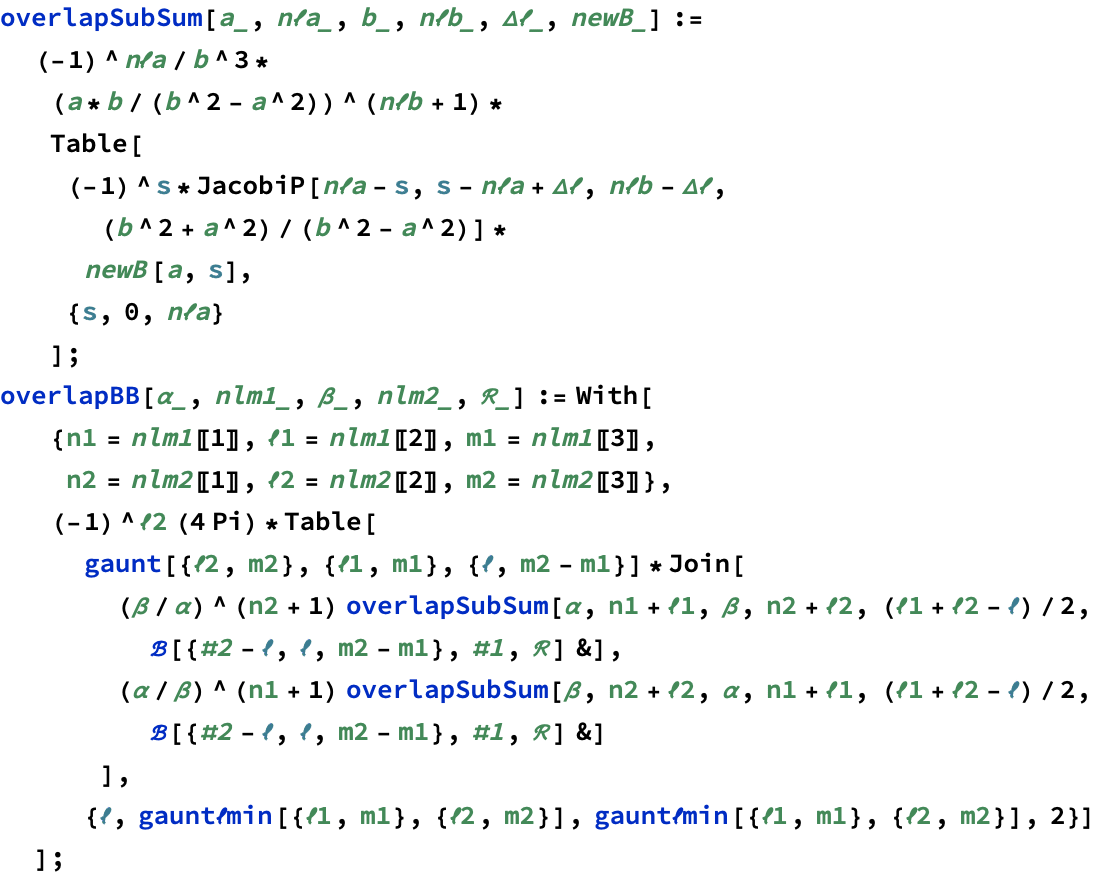 overlapSubSum[a_, nℓa_, b_, nℓb_, Δℓ_, newB_] :=
(-1)^nℓa/b^3*
(a*b/(b^2-a^2))^(nℓb+1)*
Table[
(-1)^s*JacobiP[nℓa-s, s-nℓa+Δℓ, nℓb-Δℓ,
(b^2+a^2)/(b^2-a^2)]*
newB[a, s],
{s, 0, nℓa}
];
overlapBB[α_, nlm1_, β_, nlm2_, ℛ_] := With[
{n1 = nlm1〚1〛, ℓ1 = nlm1〚2〛, m1 = nlm1〚3〛,
n2 = nlm2〚1〛, ℓ2 = nlm2〚2〛, m2 = nlm2〚3〛},
(-1)^ℓ2 (4 Pi)*Table[
gaunt[{ℓ2, m2}, {ℓ1, m1}, {ℓ, m2-m1}]*Join[
(β/α)^(n2+1) overlapSubSum[α, n1+ℓ1, β, n2+ℓ2, (ℓ1+ℓ2-ℓ)/2,
ℬ[{#2-ℓ, ℓ, m2-m1}, #1, ℛ] &],
(α/β)^(n1+1) overlapSubSum[β, n2+ℓ2, α, n1+ℓ1, (ℓ1+ℓ2-ℓ)/2,
ℬ[{#2-ℓ, ℓ, m2-m1}, #1, ℛ] &]
],
{ℓ, gauntℓmin[{ℓ1, m1}, {ℓ2, m2}], gauntℓmin[{ℓ1, m1}, {ℓ2, m2}], 2}]
];